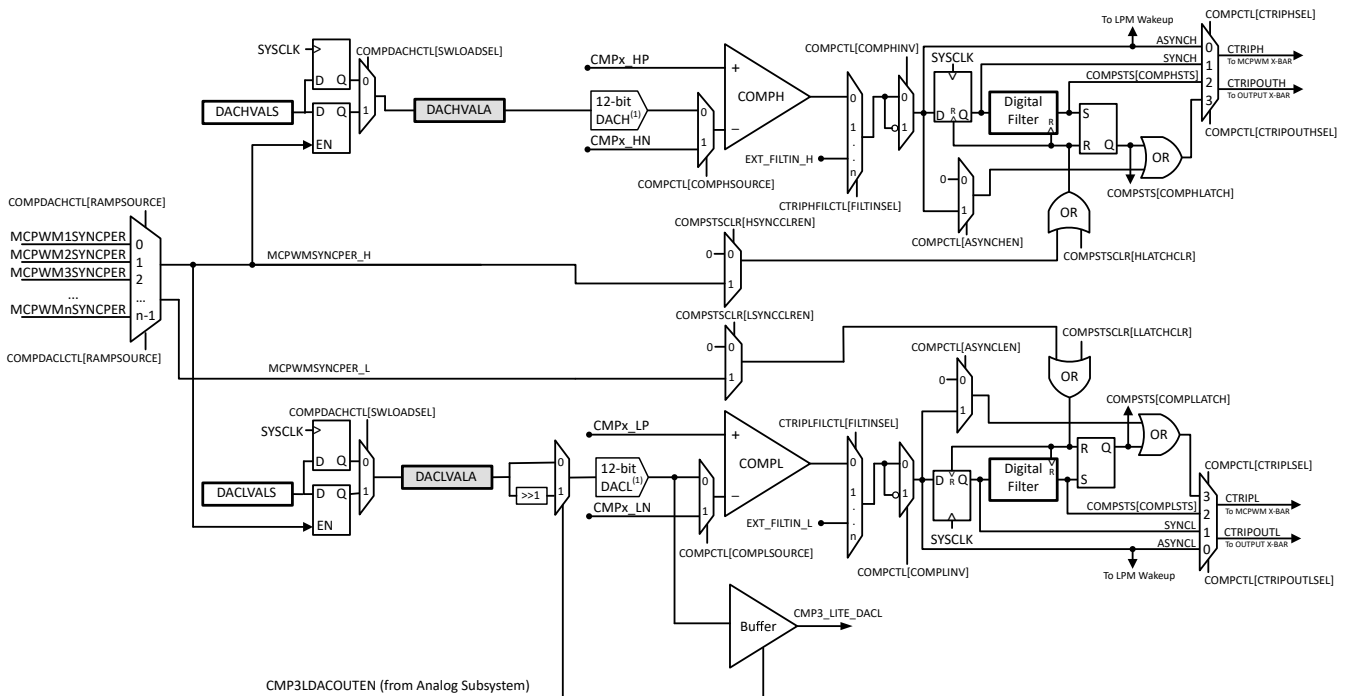 COMPCTL[CTRIPHSEL]
To LPM Wakeup
ASYNCH
SYNCH
COMPSTS[COMPHSTS]
0
1
2
3
CTRIPH
To MCPWM X-BAR
CTRIPOUTH
To OUTPUT X-BAR
COMPCTL[CTRIPOUTHSEL]
SYSCLK
COMPDACHCTL[SWLOADSEL]
D Q
0
DACHVALS
D Q
1
EN
DACHVALA
CMPx_HP
12-bit
DACH(1)
CMPx_HN
0
1
COMPCTL[COMPHSOURCE]
+
COMPH
−
EXT_FILTIN_H
0
1
.
.
n
CTRIPHFILCTL[FILTINSEL]
COMPCTL[COMPHINV]
0
1
SYSCLK
D R Q
Digital
Filter
R
S
R Q
OR
COMPSTS[COMPHLATCH]
0
0
1
COMPCTL[ASYNCHEN]
OR
COMPSTSCLR[HLATCHCLR]
COMPDACHCTL[RAMPSOURCE]
MCPWM1SYNCPER
MCPWM2SYNCPER
MCPWM3SYNCPER
...
MCPWMnSYNCPER
0
1
2
...
n-1
COMPDACLCTL[RAMPSOURCE]
MCPWMSYNCPER_H
COMPSTSCLR[HSYNCCLREN]
0
0
1
COMPSTSCLR[LSYNCCLREN]
0
0
1
MCPWMSYNCPER_L
COMPSTSCLR[LLATCHCLR]
OR
COMPCTL[ASYNCLEN]
0
0
1
COMPDACHCTL[SWLOADSEL]
SYSCLK
D Q
0
DACLVALS
D Q
1
EN
DACLVALA
>>1
0
1
CMPx_LP
12-bit
DACL(1)
CMPx_LN
0
1
COMPCTL[COMPLSOURCE]
+
COMPL
−
EXT_FILTIN_L
CTRIPLFILCTL[FILTINSEL]
0
1
.
.
n
0
1
COMPCTL[COMPLINV]
D R Q
SYSCLK
Digital
Filter
R
R Q
S
COMPSTS[COMPLLATCH]
OR
COMPCTL[CTRIPLSEL]
COMPSTS[COMPLSTS]
SYNCL
ASYNCL
3
2
1
0
CTRIPL
To MCPWM X-BAR
CTRIPOUTL
To OUTPUT X-BAR
COMPCTL[CTRIPOUTLSEL]
To LPM Wakeup
Buffer
CMP3_LITE_DACL
CMP3LDACOUTEN (from Analog Subsystem)